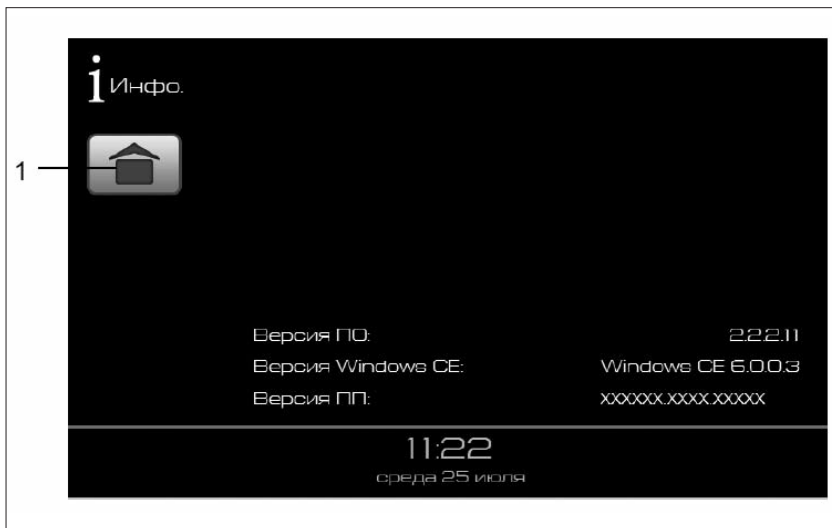 i Инфо.
1
Версия ПО: 2.2.2.11
Версия Windows CE: Windows CE 6.0.0.3
Версия ПП: XXXXXX.XXXX.XXXXX
11:22
среда 25 июля